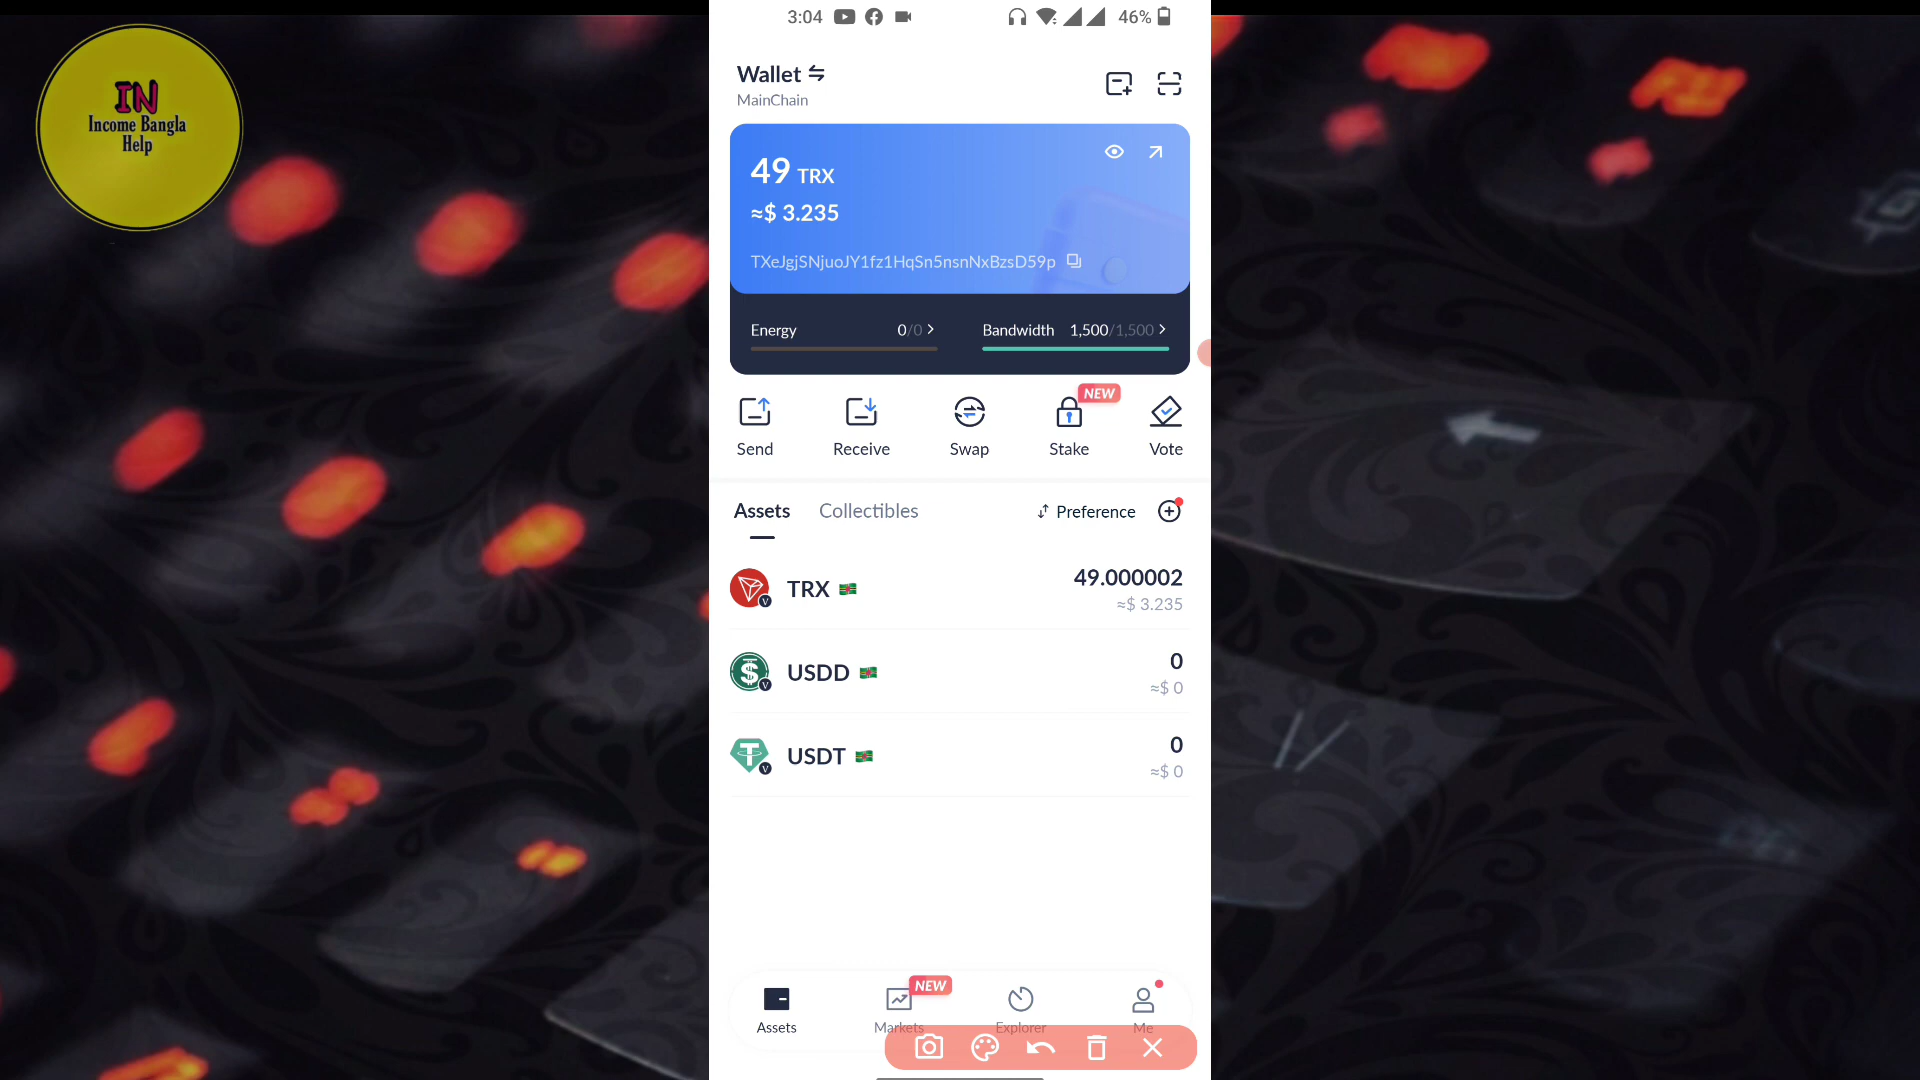 IN
Income Bangla
Help
3:04
46%
Wallet
MainChain
49 TRX
≈$ 3.235
TXeJgjSNjuoJY1fz1HqSn5nsnNxBzsD59p
Energy 0/0
Bandwidth 1,500/1,500
NEW
Send Receive Swap Stake Vote
Assets Collectibles Preference
TRX 49.000002
≈$ 3.235
USDD 0
≈$ 0
USDT 0
≈$ 0
NEW
Assets Markets Explorer Me